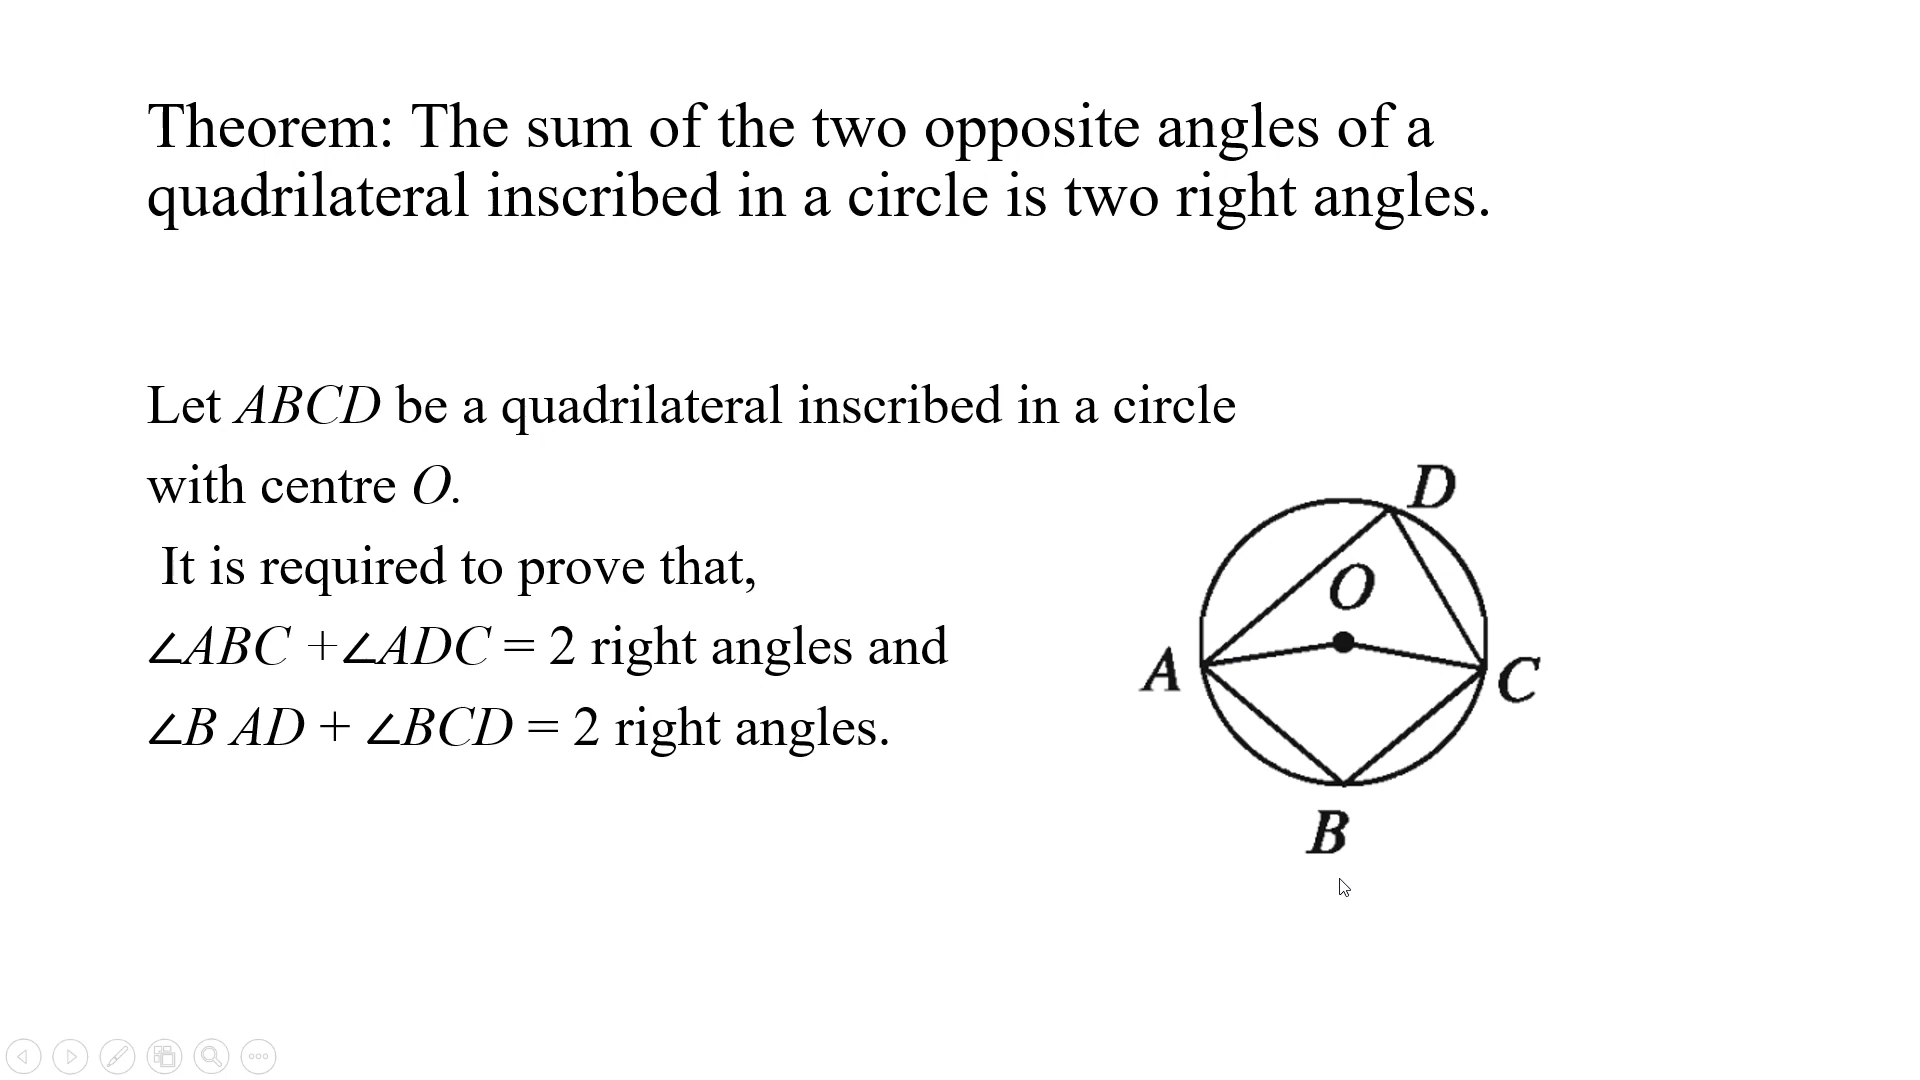 Theorem: The sum of the two opposite angles of a
quadrilateral inscribed in a circle is two right angles.
Let ABCD be a quadrilateral inscribed in a circle
with centre O.
It is required to prove that,
∠ABC +∠ADC = 2 right angles and
∠B AD + ∠BCD = 2 right angles.
D
O
A
C
B